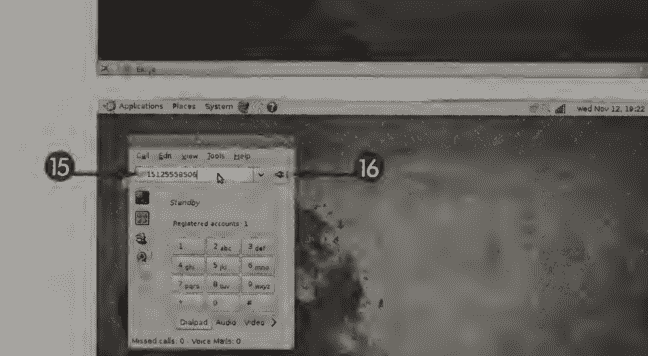 Ekiga
Applications Places System
Wed Nov 12, 19:22
Call Edit View Tools Help
15 15125558506 16
Standby
Registered accounts: 1
1 2 abc 3 def
4 ghi 5 jkl 6 mno
7 pqrs 8 tuv 9 wxyz
* 0 #
Dialpad Audio Video
Missed calls: 0 - Voice Mails: 0